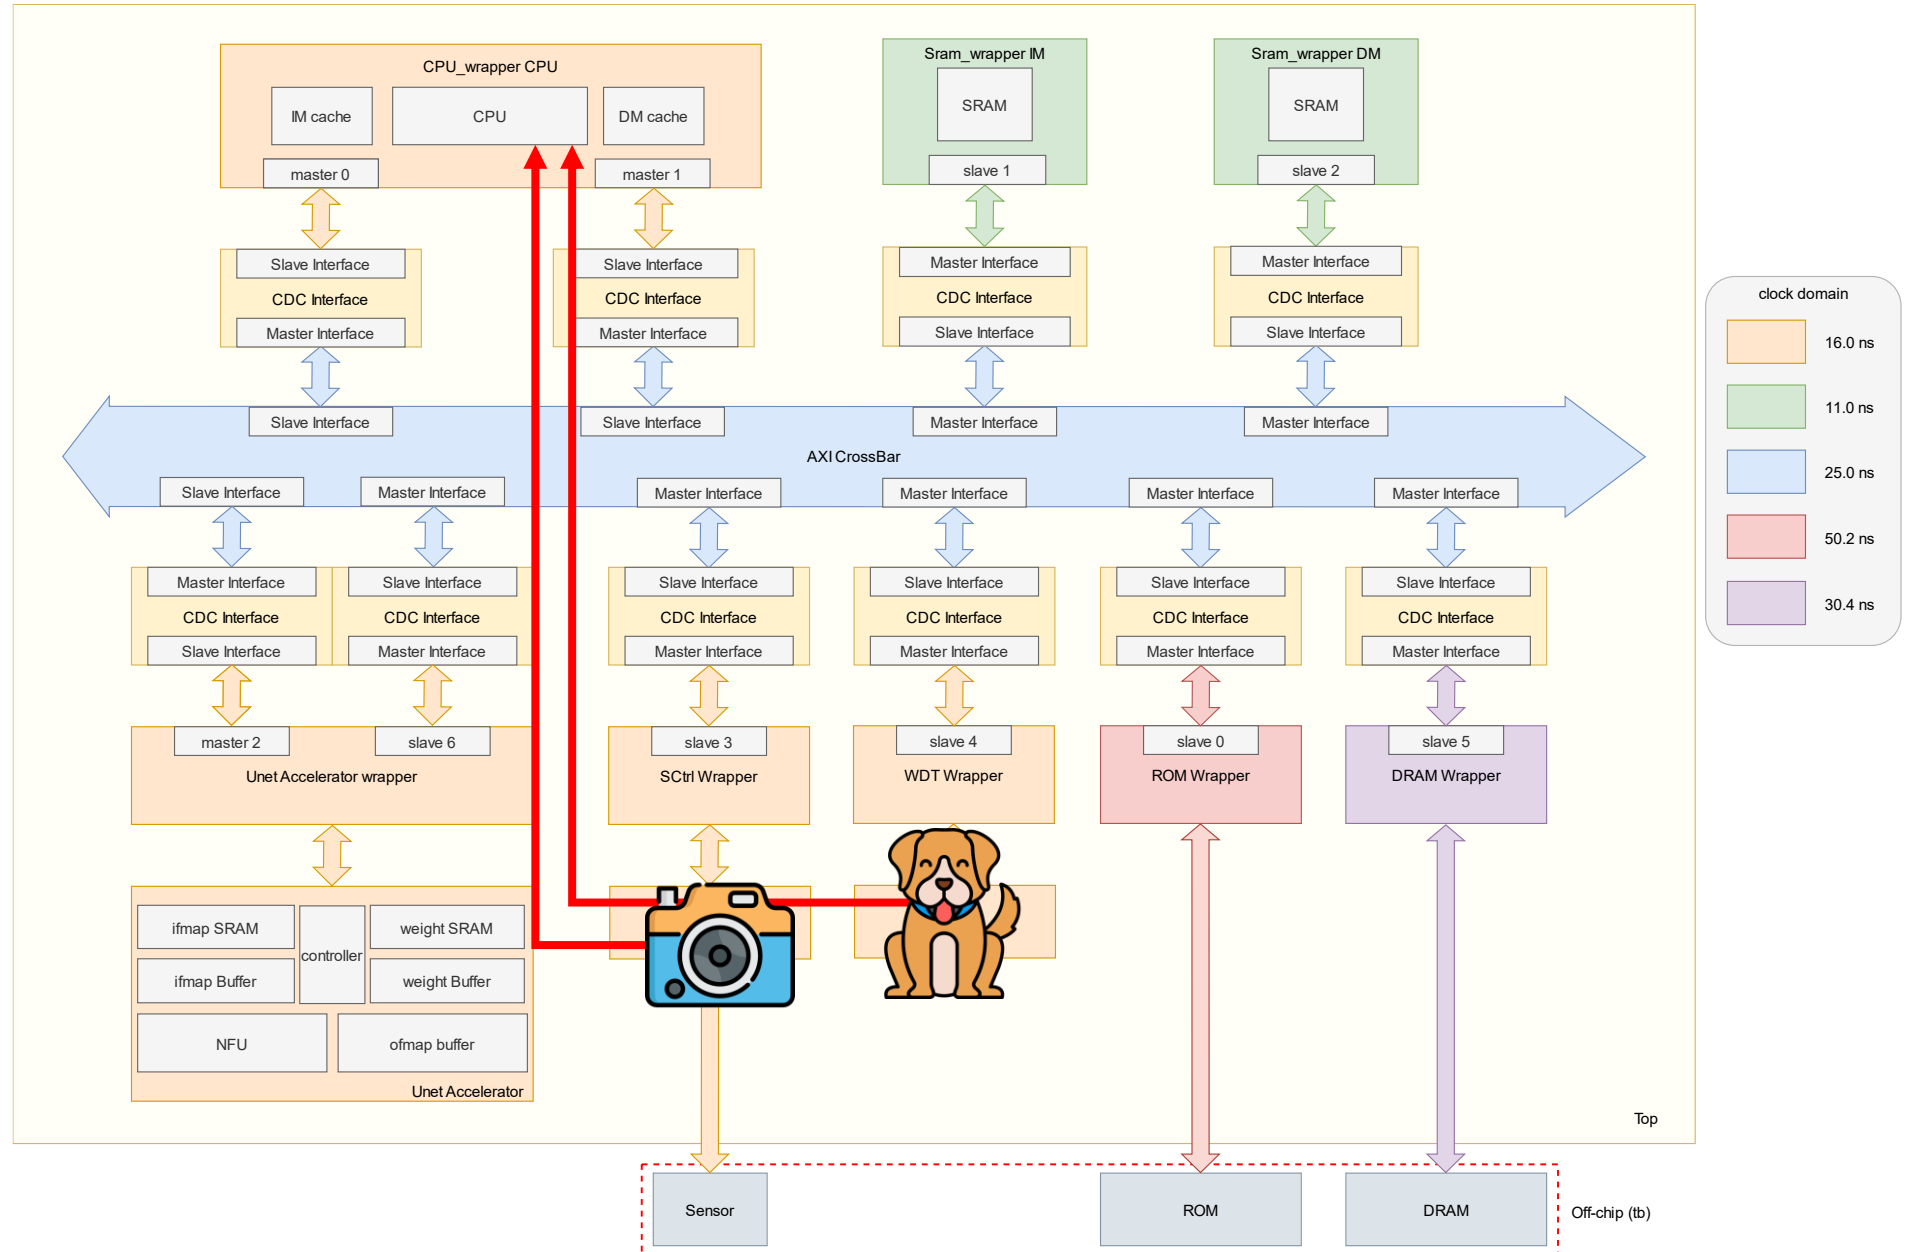 CPU_wrapper CPU
IM cache
CPU
DM cache
master 0
master 1
Sram_wrapper IM
SRAM
slave 1
Sram_wrapper DM
SRAM
slave 2
Slave Interface
CDC Interface
Master Interface
Slave Interface
CDC Interface
Master Interface
Master Interface
CDC Interface
Slave Interface
Master Interface
CDC Interface
Slave Interface
clock domain
16.0 ns
11.0 ns
25.0 ns
50.2 ns
30.4 ns
Slave Interface
Slave Interface
Master Interface
Master Interface
AXI CrossBar
Slave Interface
Master Interface
Master Interface
Master Interface
Master Interface
Master Interface
Master Interface
CDC Interface
Slave Interface
Slave Interface
CDC Interface
Master Interface
Slave Interface
CDC Interface
Master Interface
Slave Interface
CDC Interface
Master Interface
Slave Interface
CDC Interface
Master Interface
Slave Interface
CDC Interface
Master Interface
master 2
slave 6
Unet Accelerator wrapper
slave 3
SCtrl Wrapper
slave 4
WDT Wrapper
slave 0
ROM Wrapper
slave 5
DRAM Wrapper
ifmap SRAM
controller
weight SRAM
ifmap Buffer
weight Buffer
NFU
ofmap buffer
Unet Accelerator
Top
Sensor
ROM
DRAM
Off-chip (tb)